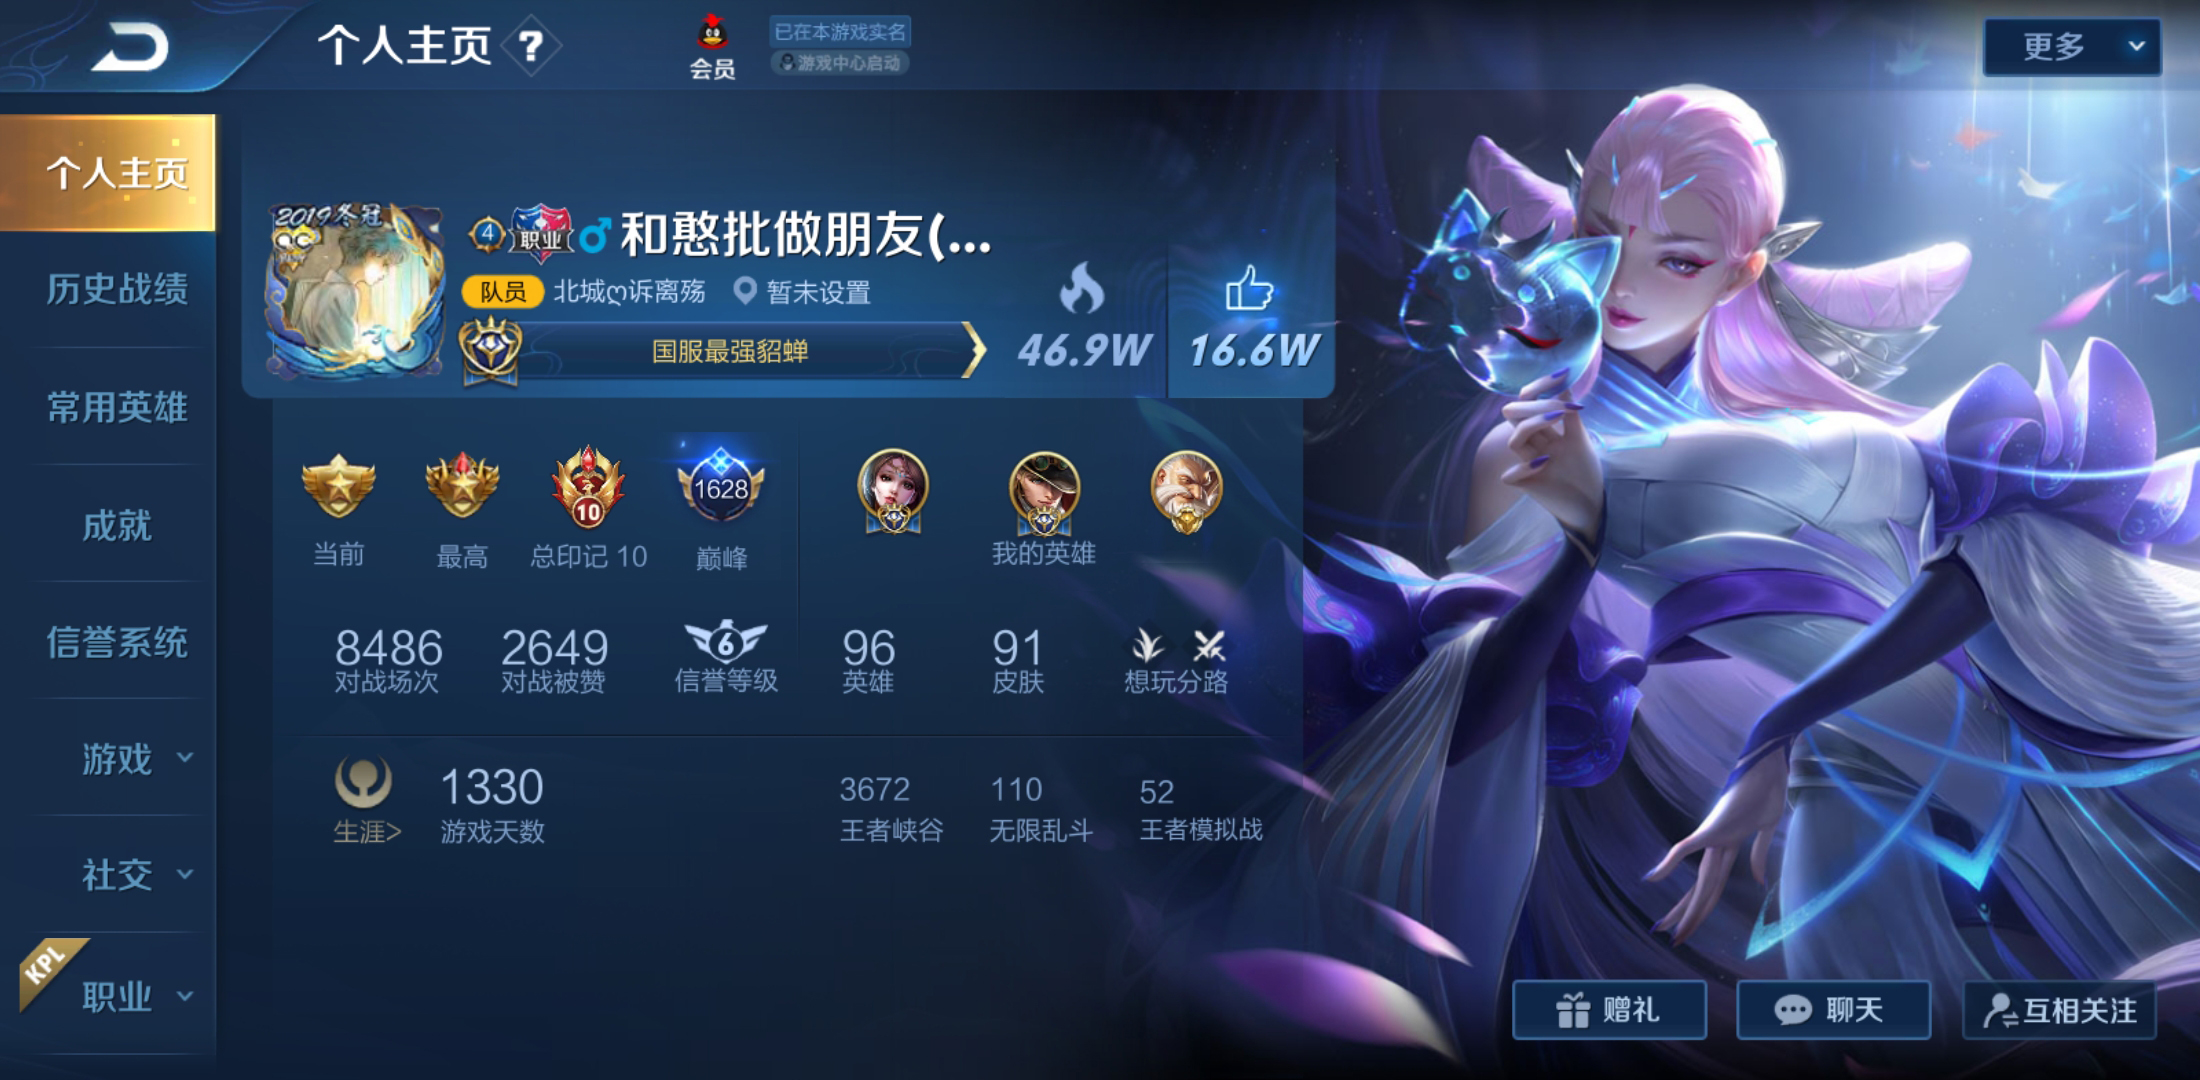 个人主页
?
会员
已在本游戏实名
游戏中心启动
更多
个人主页
历史战绩
常用英雄
成就
信誉系统
游戏
社交
KPL
职业
2019冬冠
4
职业
和憨批做朋友(...
队员
北城ღ诉离殇
暂未设置
国服最强貂蝉
46.9W
16.6W
10
1628
当前
最高
总印记 10
巅峰
我的英雄
8486
2649
6
96
91
对战场次
对战被赞
信誉等级
英雄
皮肤
想玩分路
1330
3672
110
52
生涯>
游戏天数
王者峡谷
无限乱斗
王者模拟战
赠礼
聊天
互相关注